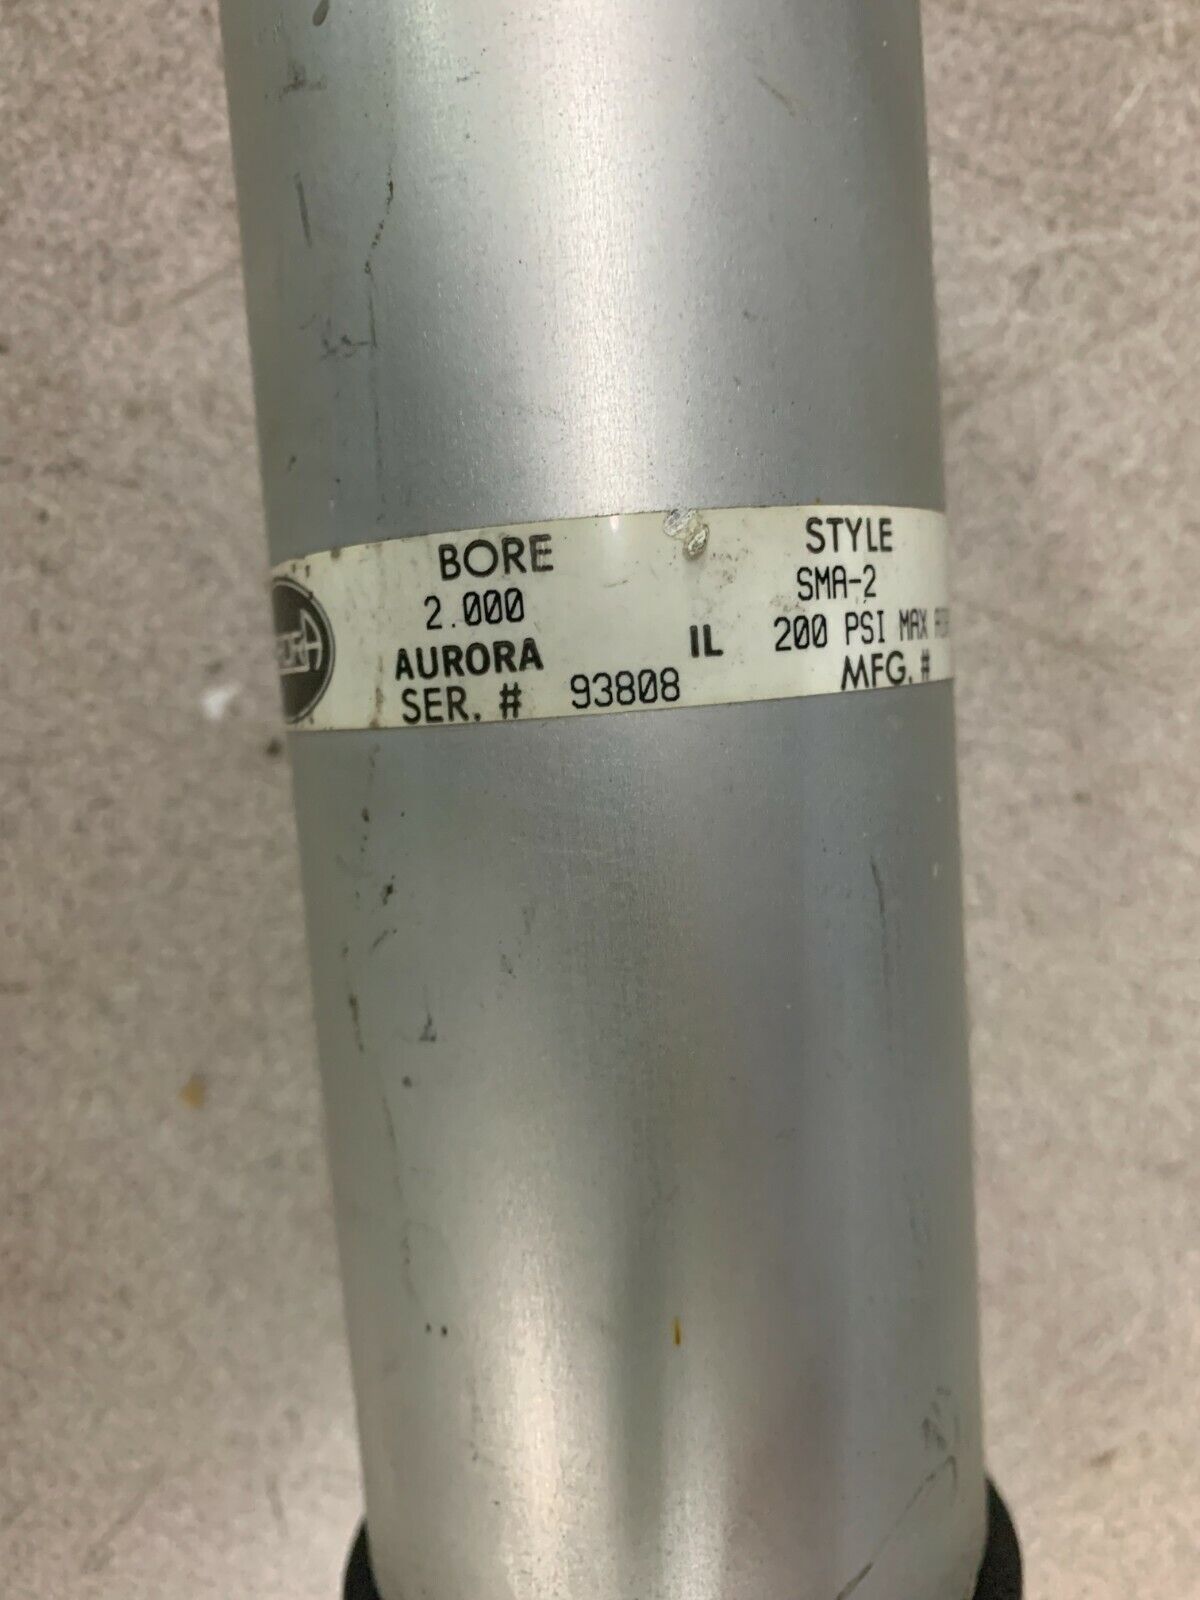 BORE STYLE
2.000 SMA-2
AURORA IL 200 PSI MAX
SER. # 93808 MFG. #